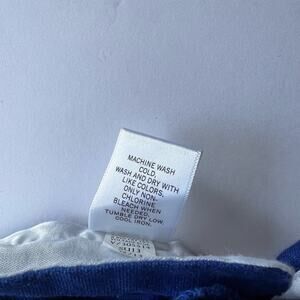 MACHINE WASH
COLD,
WASH AND DRY WITH
LIKE COLORS,
ONLY NON-
CHLORINE
BLEACH WHEN
NEEDED,
TUMBLE DRY LOW,
COOL IRON.